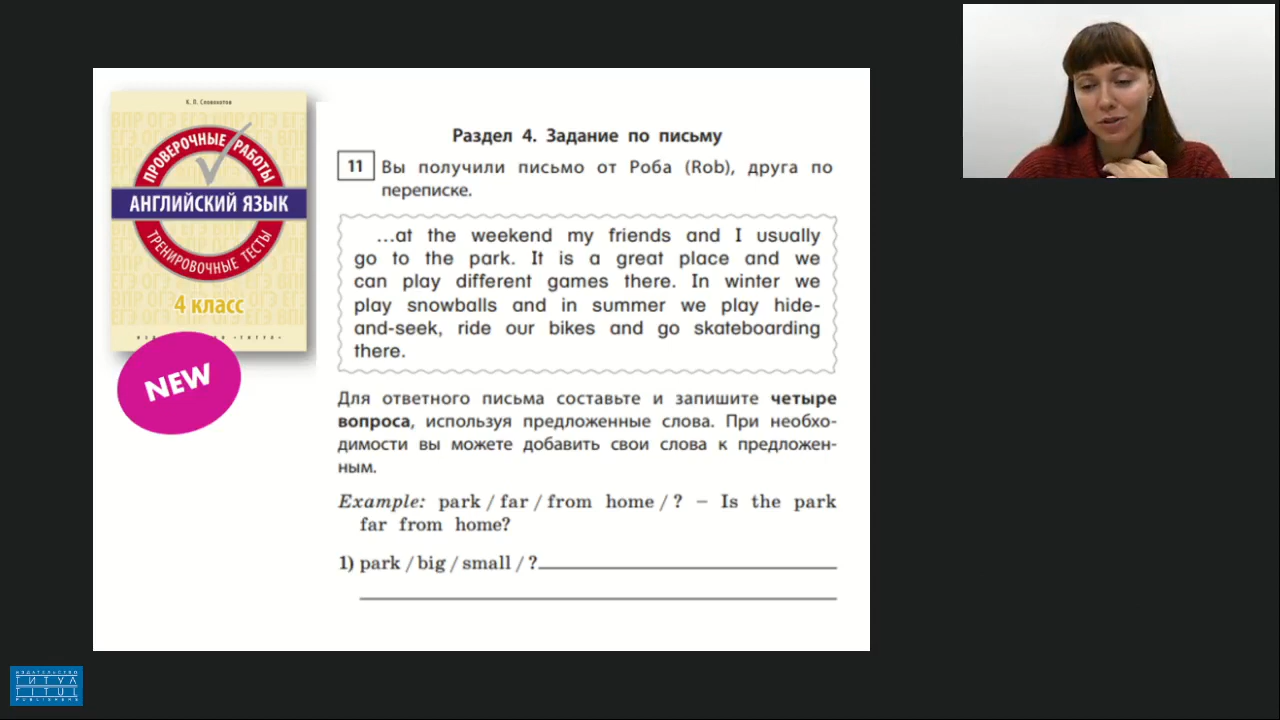 К. П. Словохотов
ПРОВЕРОЧНЫЕ РАБОТЫ
АНГЛИЙСКИЙ ЯЗЫК
ТРЕНИРОВОЧНЫЕ ТЕСТЫ
4 класс
NEW
Раздел 4. Задание по письму
11 Вы получили письмо от Роба (Rob), друга по
переписке.
...at the weekend my friends and I usually
go to the park. It is a great place and we
can play different games there. In winter we
play snowballs and in summer we play hide-
and-seek, ride our bikes and go skateboarding
there.
Для ответного письма составьте и запишите четыре
вопроса, используя предложенные слова. При необхо-
димости вы можете добавить свои слова к предложен-
ным.
Example: park / far / from home / ? – Is the park
far from home?
1) park / big / small / ?
ИЗДАТЕЛЬСТВО
ТИТУЛ
TITUL
PUBLISHERS